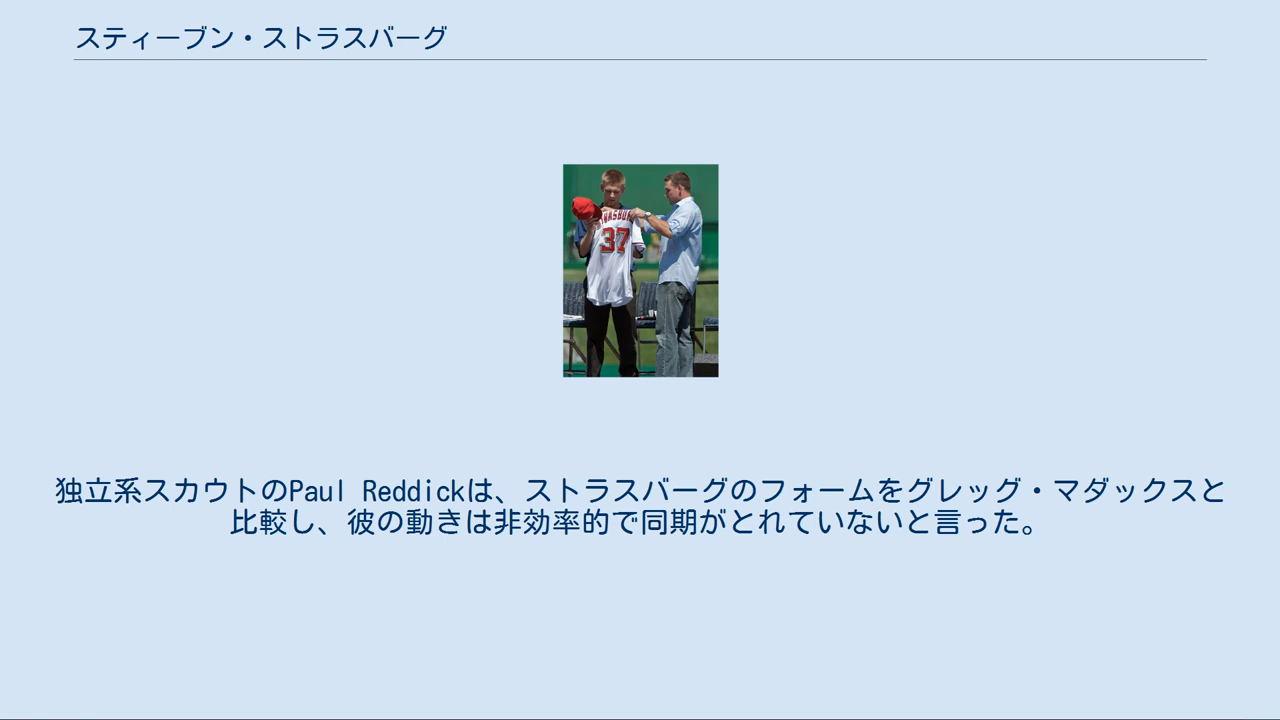 スティーブン・ストラスバーグ
37
独立系スカウトのPaul Reddickは、ストラスバーグのフォームをグレッグ・マダックスと
比較し、彼の動きは非効率的で同期がとれていないと言った。